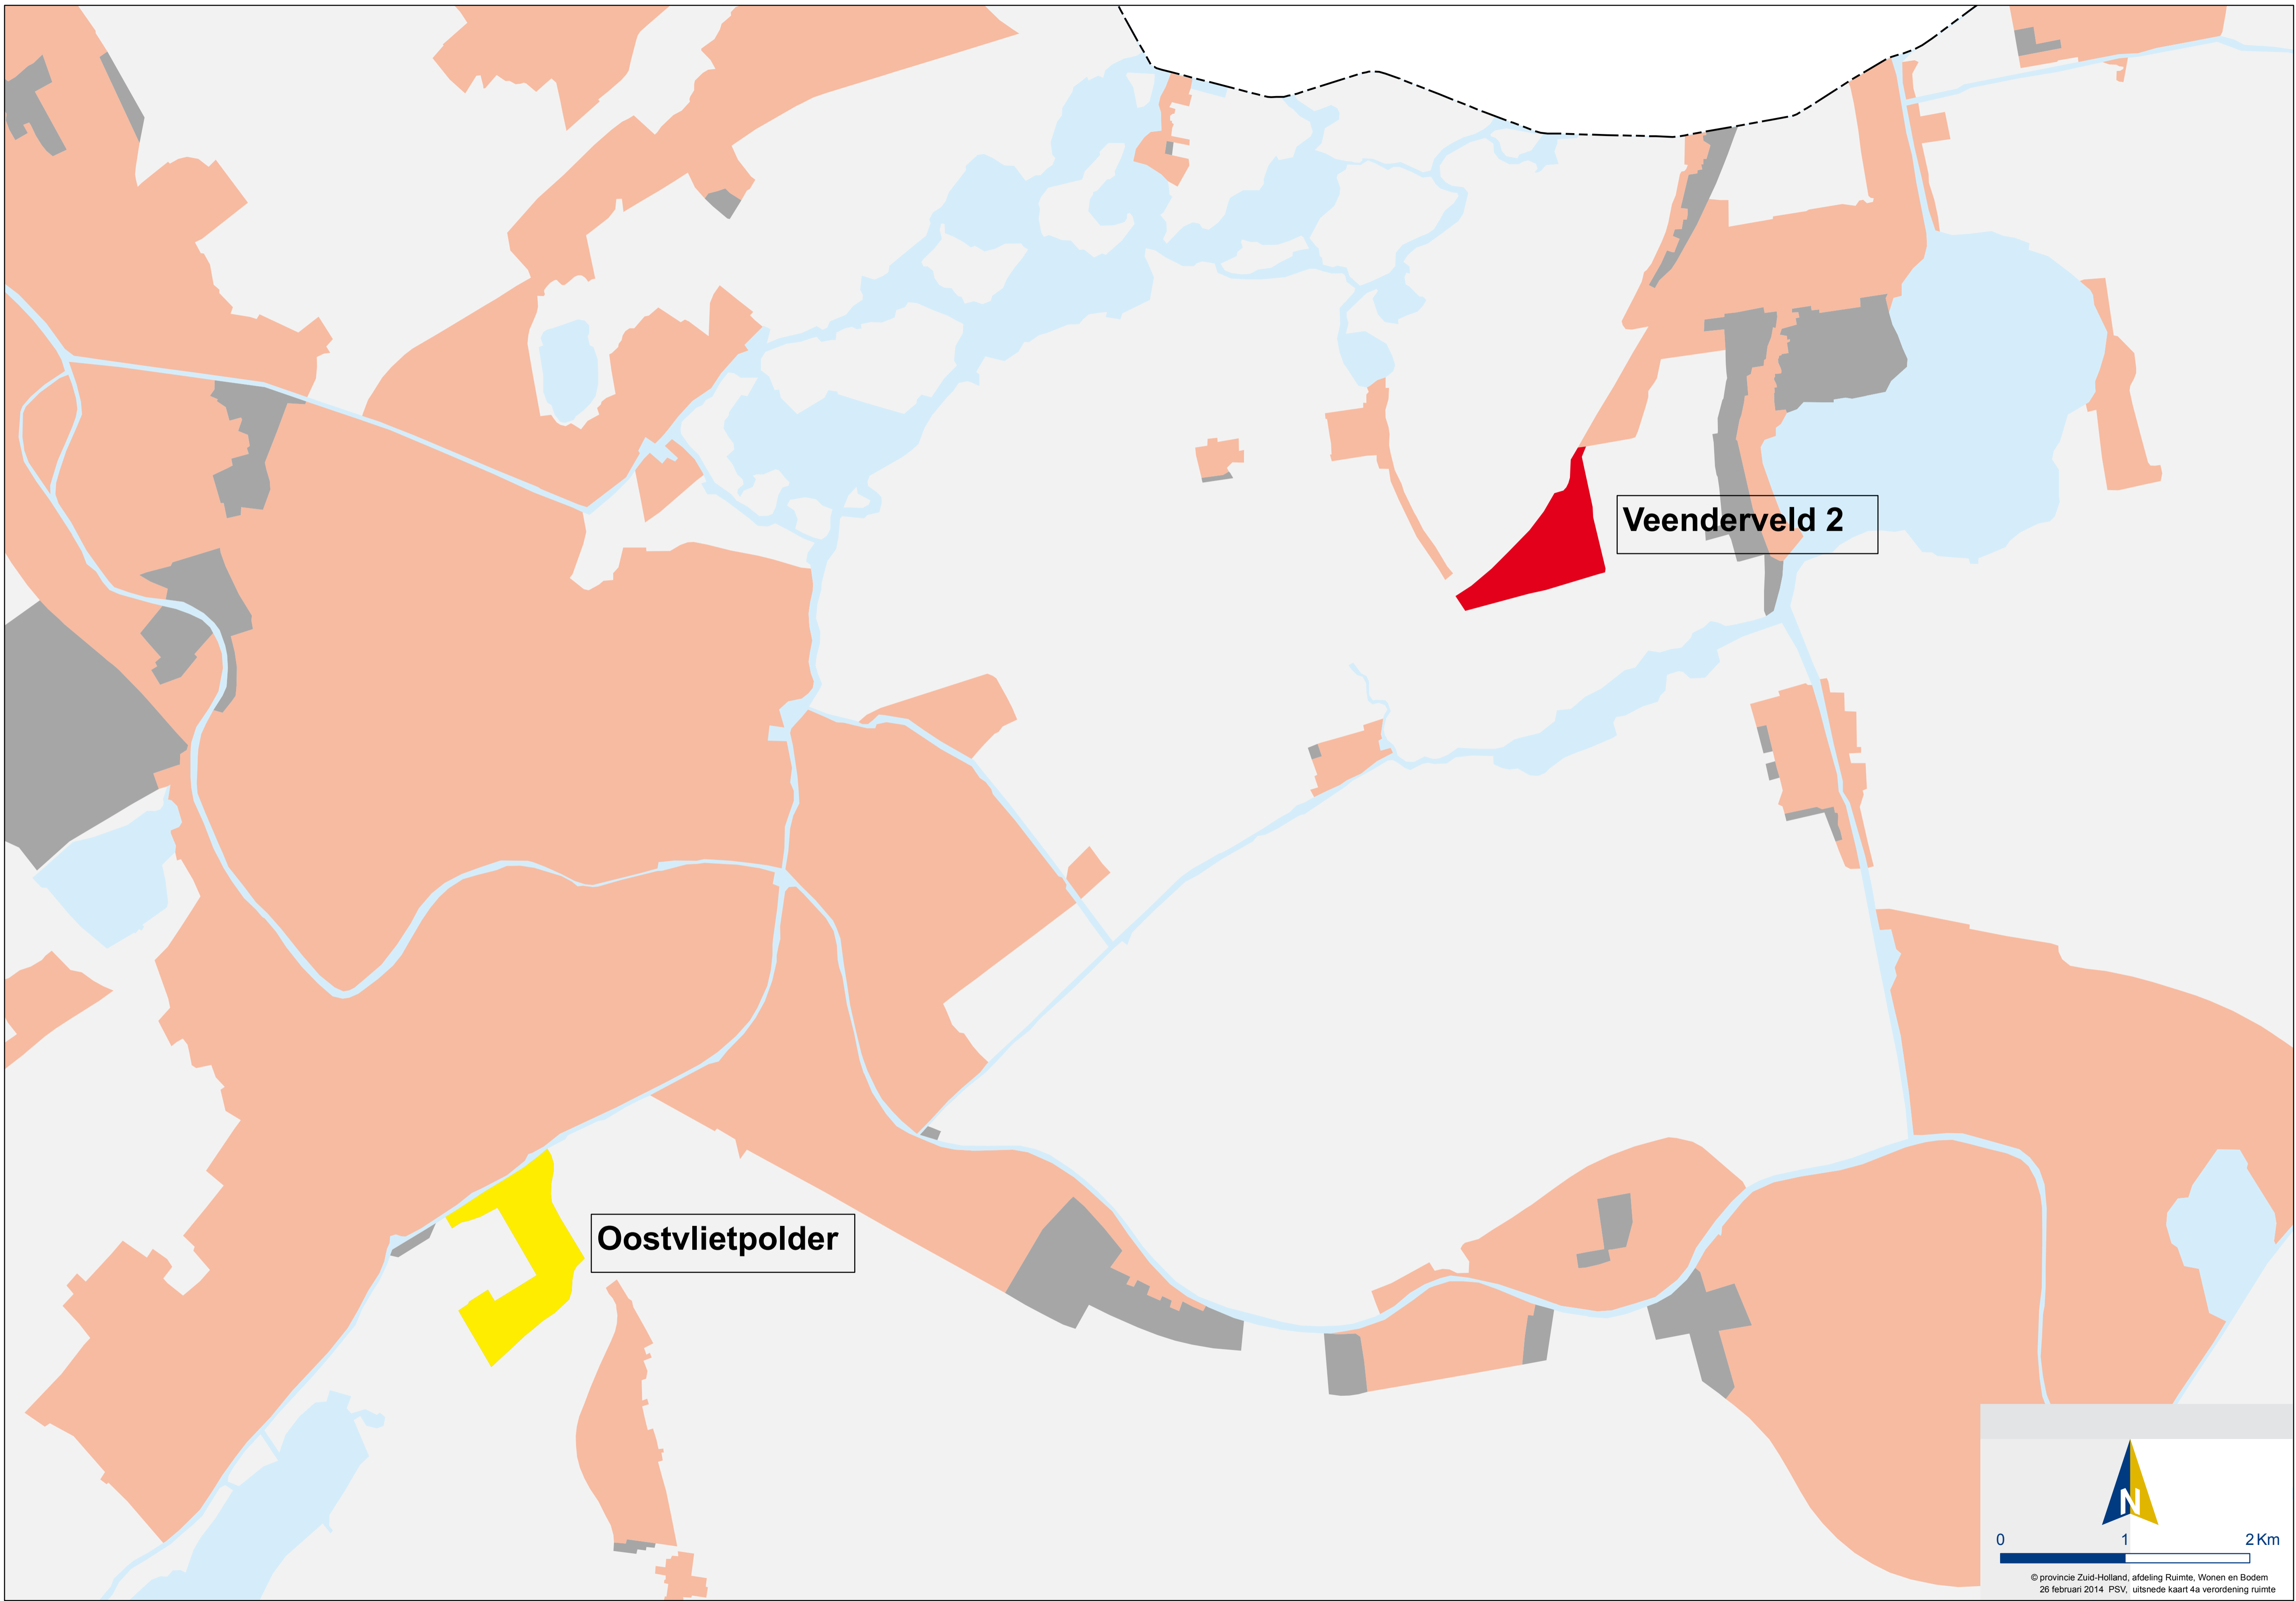 Veenderveld 2
Oostvlietpolder
N
0 1 2 Km
© provincie Zuid-Holland, afdeling Ruimte, Wonen en Bodem
26 februari 2014 PSV, uitsnede kaart 4a verordening ruimte